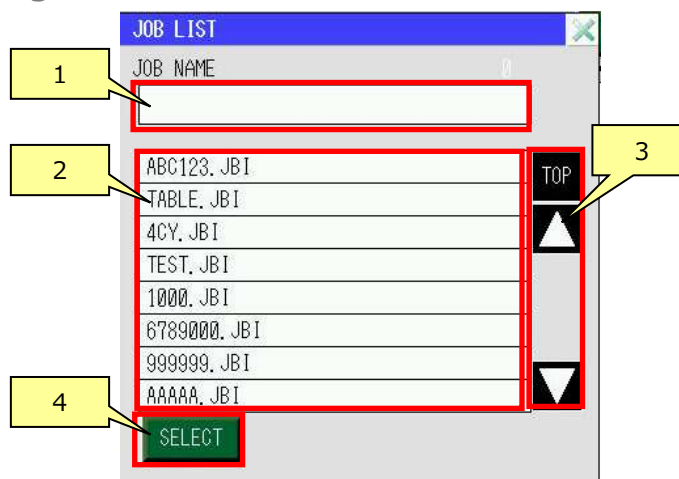 JOB LIST
JOB NAME
0
1
2
3
4
ABC123.JBI
TABLE.JBI
4CY.JBI
TEST.JBI
1000.JBI
6789000.JBI
999999.JBI
AAAAA.JBI
TOP
SELECT